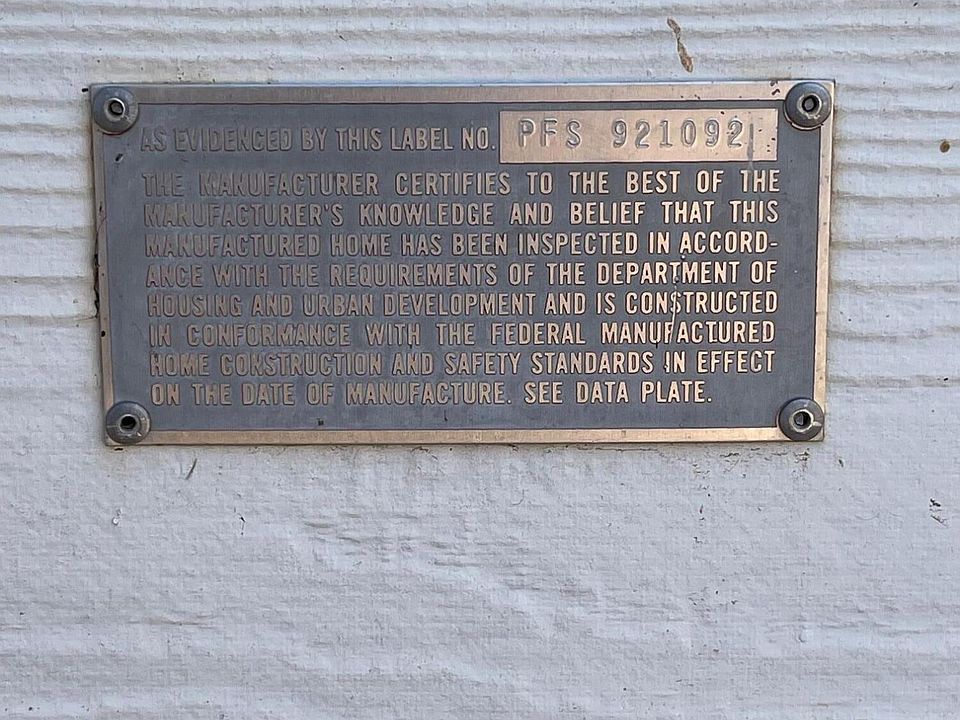 AS EVIDENCED BY THIS LABEL NO. PFS 921092
THE MANUFACTURER CERTIFIES TO THE BEST OF THE
MANUFACTURER'S KNOWLEDGE AND BELIEF THAT THIS
MANUFACTURED HOME HAS BEEN INSPECTED IN ACCORD-
ANCE WITH THE REQUIREMENTS OF THE DEPARTMENT OF
HOUSING AND URBAN DEVELOPMENT AND IS CONSTRUCTED
IN CONFORMANCE WITH THE FEDERAL MANUFACTURED
HOME CONSTRUCTION AND SAFETY STANDARDS IN EFFECT
ON THE DATE OF MANUFACTURE. SEE DATA PLATE.